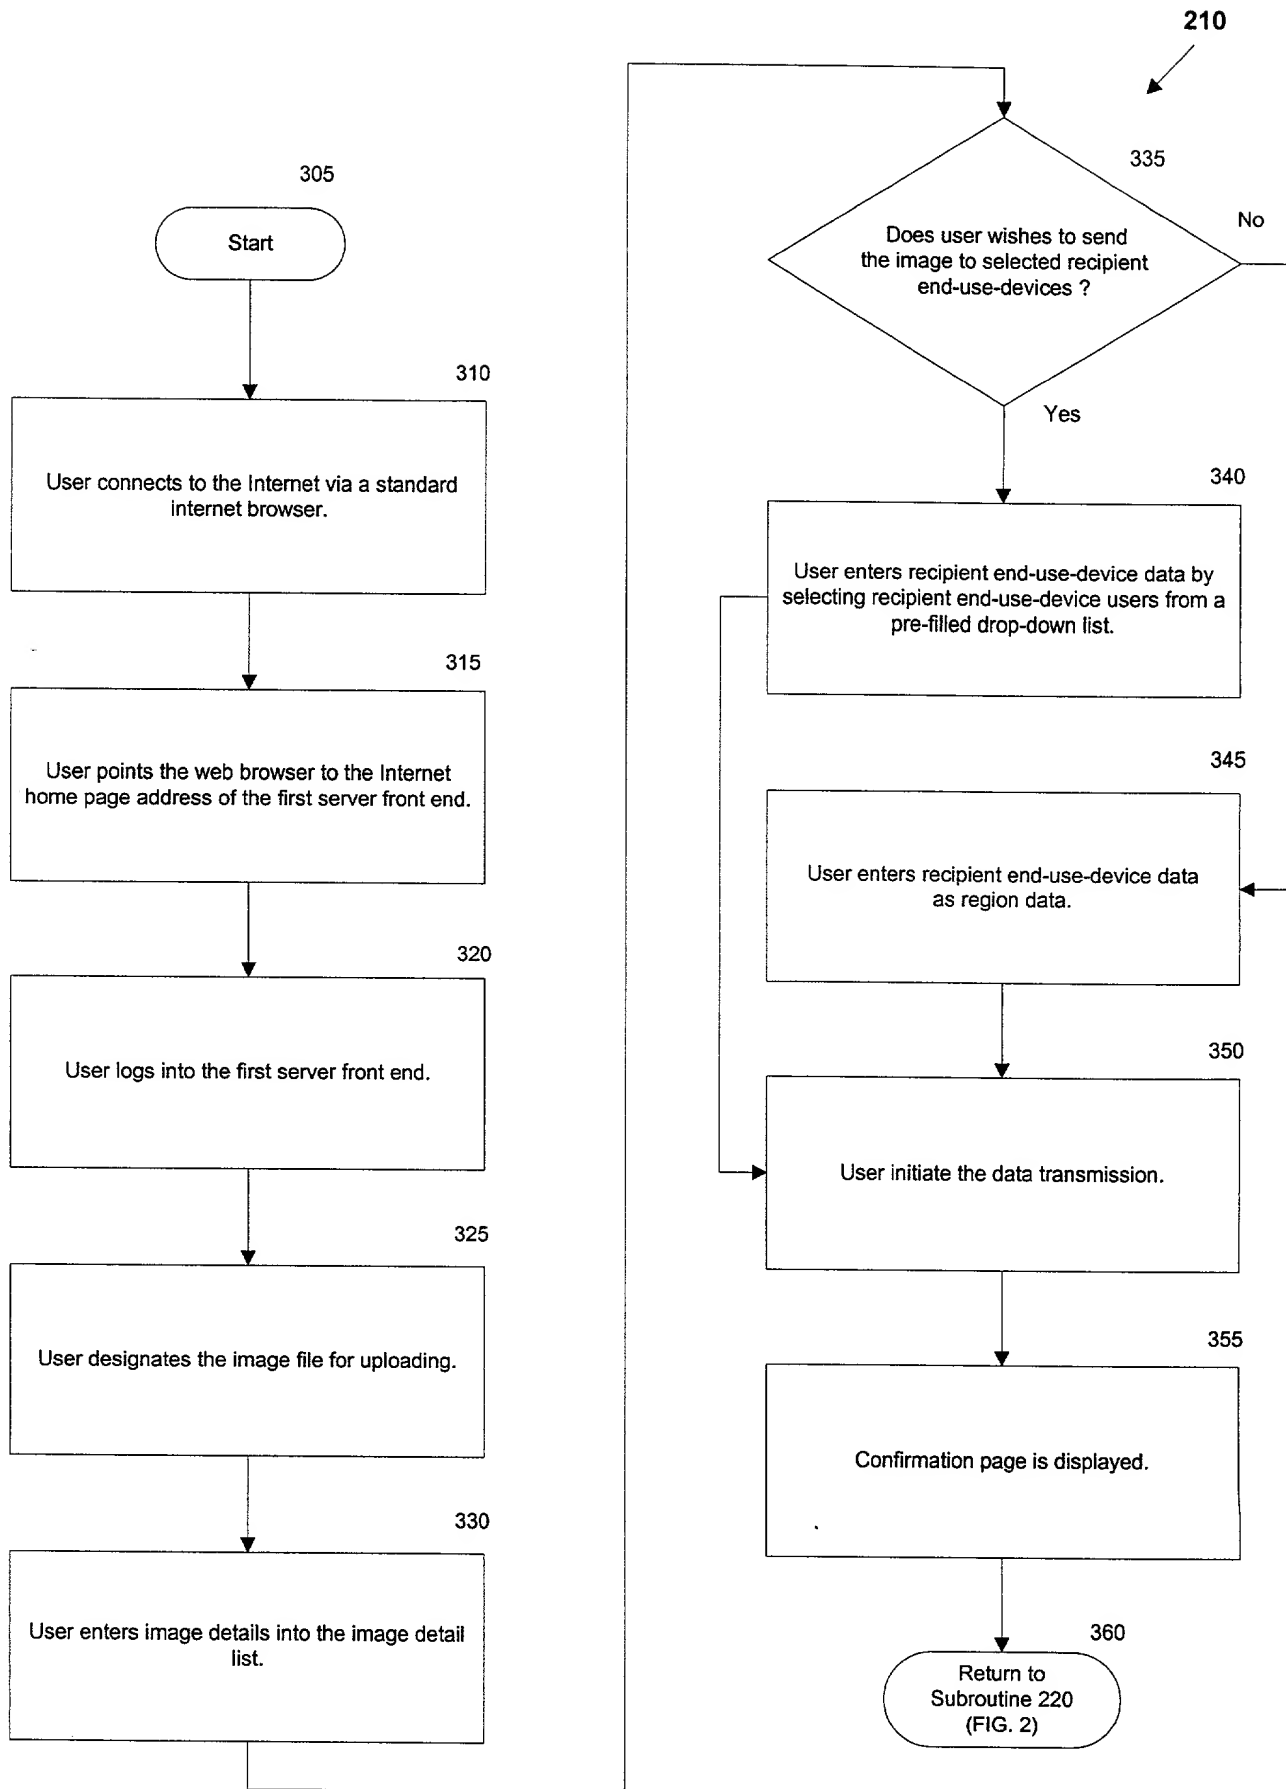 210
305
Start
310
User connects to the Internet via a standard
internet browser.
315
User points the web browser to the Internet
home page address of the first server front end.
320
User logs into the first server front end.
325
User designates the image file for uploading.
330
User enters image details into the image detail
list.
335
Does user wishes to send
the image to selected recipient
end-use-devices ?
No
Yes
340
User enters recipient end-use-device data by
selecting recipient end-use-device users from a
pre-filled drop-down list.
345
User enters recipient end-use-device data
as region data.
350
User initiate the data transmission.
355
Confirmation page is displayed.
360
Return to
Subroutine 220
(FIG. 2)